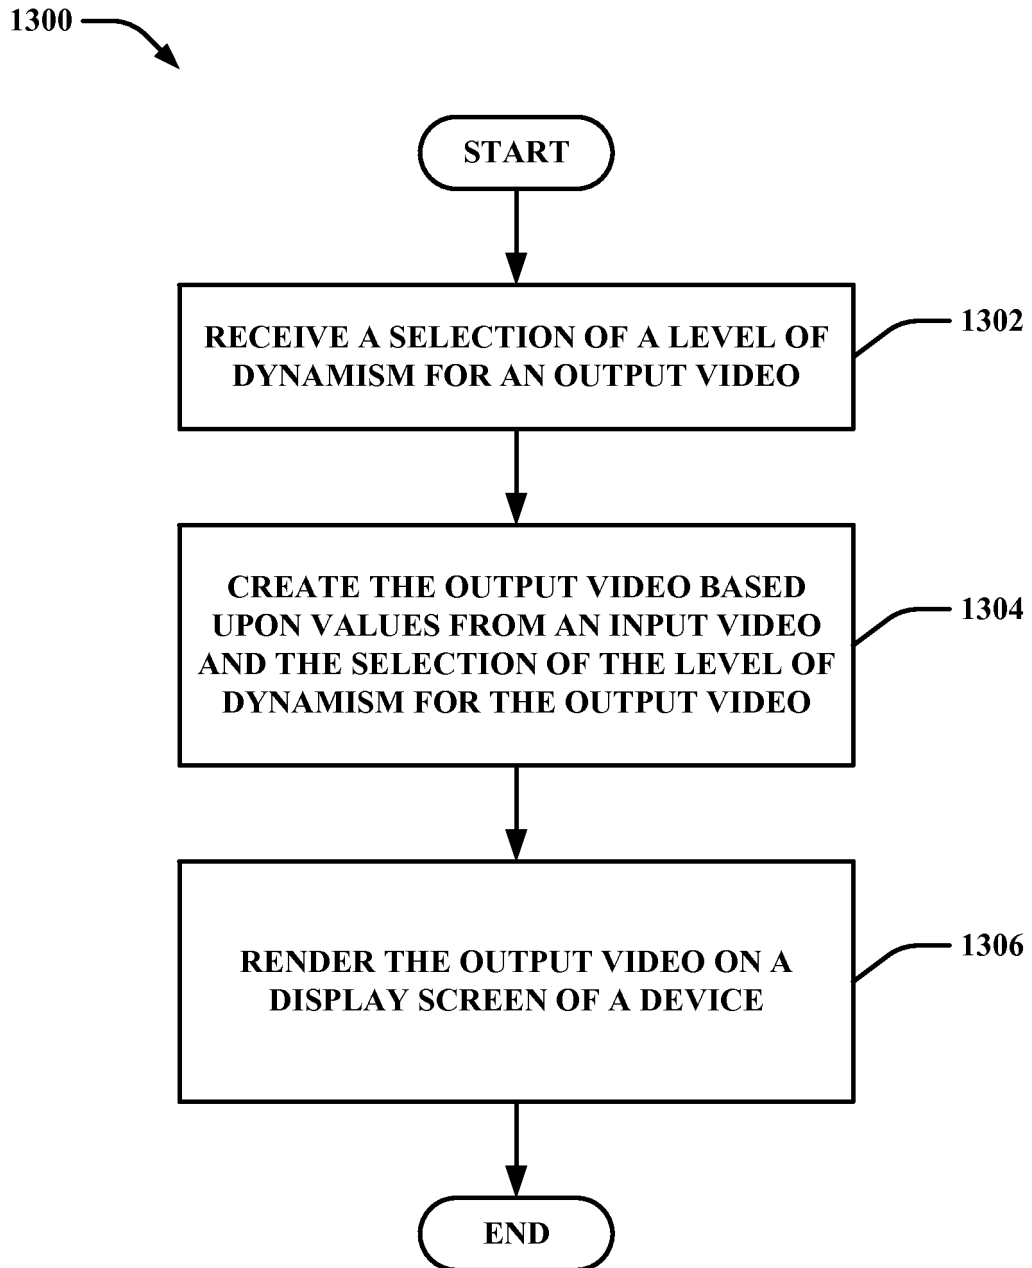 1300
START
RECEIVE A SELECTION OF A LEVEL OF
DYNAMISM FOR AN OUTPUT VIDEO
1302
CREATE THE OUTPUT VIDEO BASED
UPON VALUES FROM AN INPUT VIDEO
AND THE SELECTION OF THE LEVEL OF
DYNAMISM FOR THE OUTPUT VIDEO
1304
RENDER THE OUTPUT VIDEO ON A
DISPLAY SCREEN OF A DEVICE
1306
END